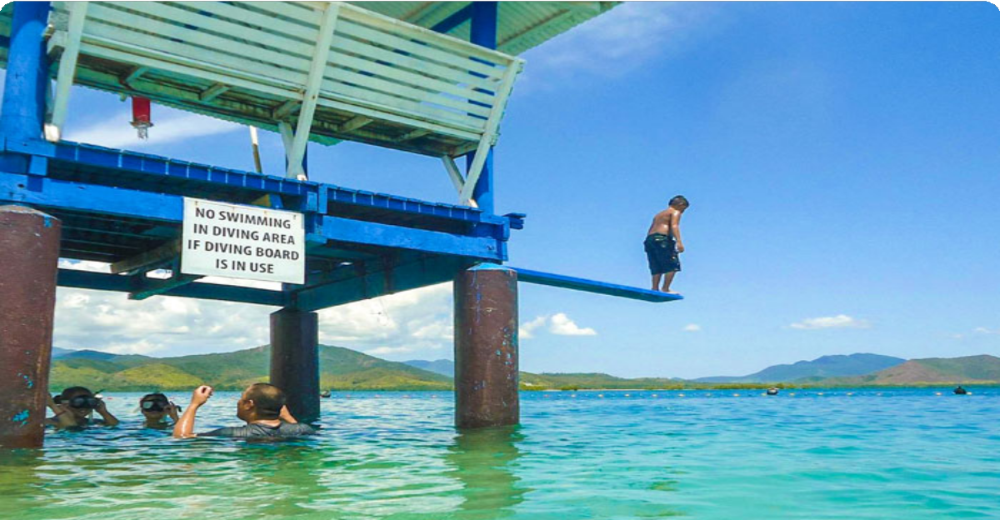 NO SWIMMING
IN DIVING AREA
IF DIVING BOARD
IS IN USE